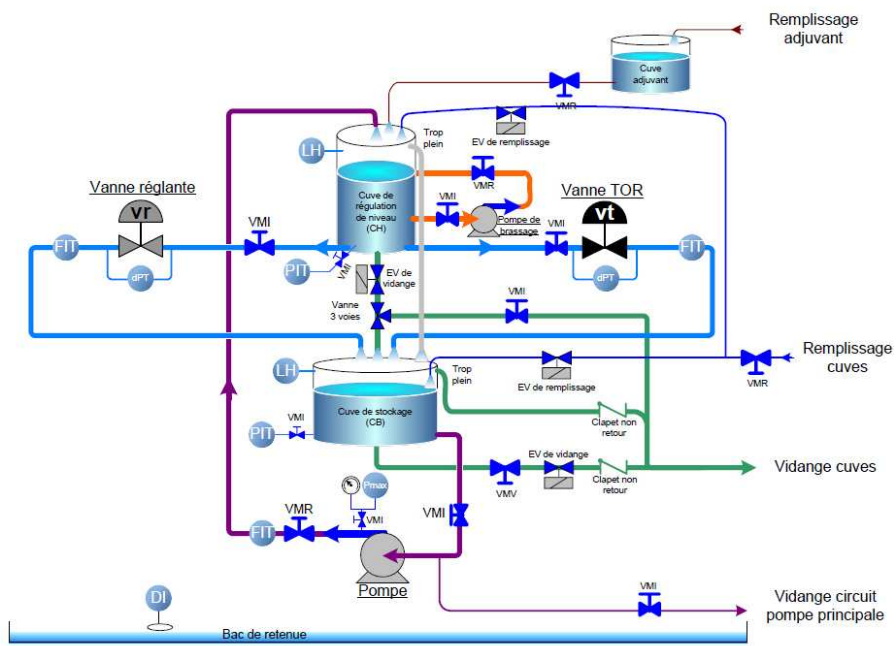 Remplissage
adjuvant
Cuve
adjuvant
VMR
EV de remplissage
Trop
plein
LH
Vanne réglante
vr
VMI
Cuve de
régulation
de niveau
(CH)
VMR
VMI
Pompe de
brassage
Vanne TOR
vt
VMI
FIT
dPT
PIT
VMI
dPT
FIT
EV de
vidange
Vanne
3 voies
VMI
LH
Trop
plein
EV de remplissage
VMR
Remplissage
cuves
Cuve de stockage
(CB)
PIT
VMI
Clapet non
retour
EV de vidange
VMV
Clapet non
retour
Vidange cuves
Pmax
VMI
VMI
FIT
VMR
Pompe
VMI
Vidange circuit
pompe principale
DI
Bac de retenue